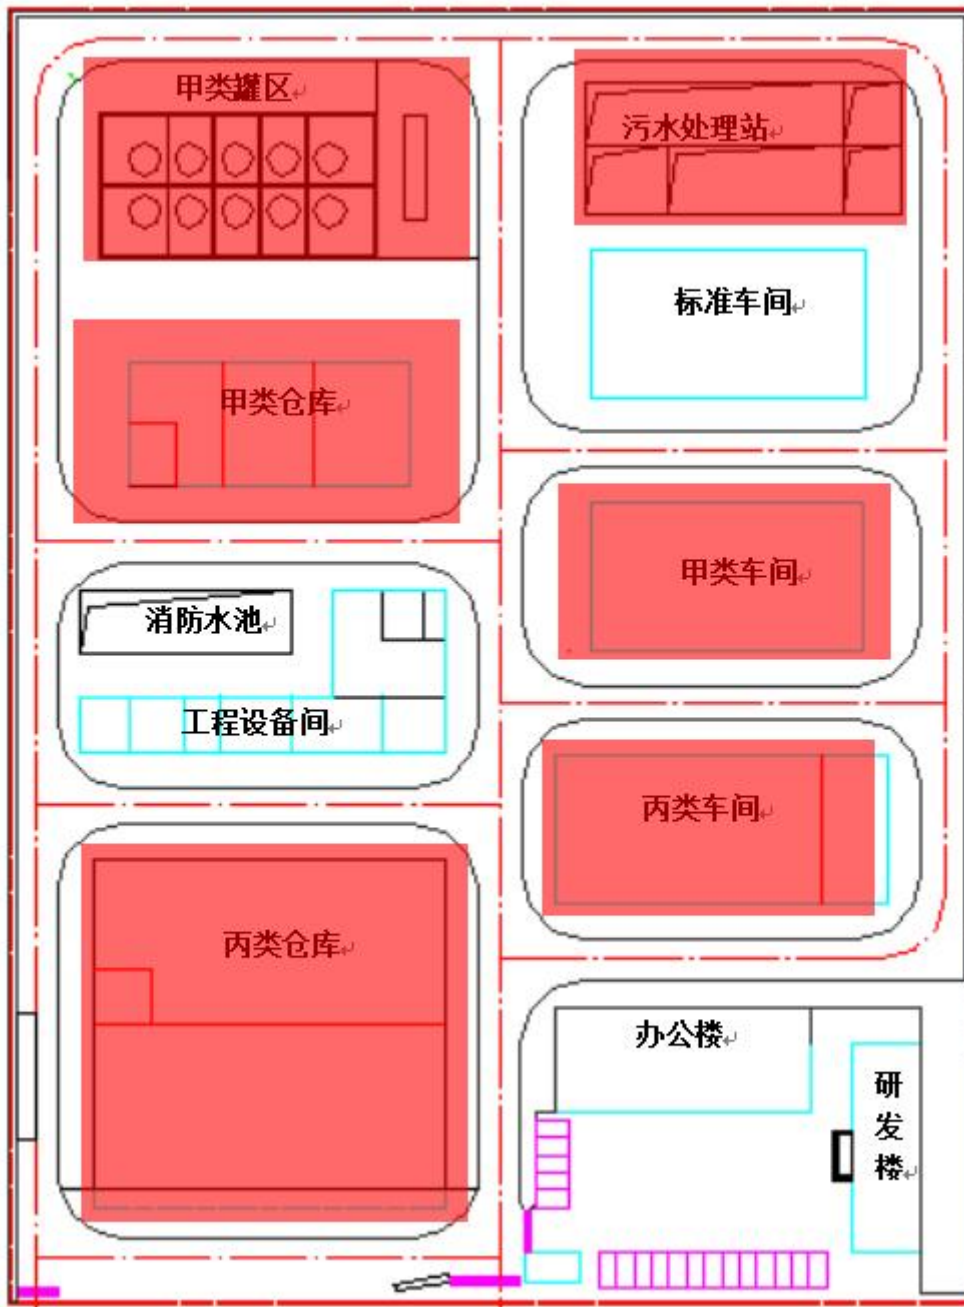 甲类罐区
污水处理站
标准车间
甲类仓库
甲类车间
消防水池
工程设备间
丙类车间
丙类仓库
办公楼
研
发
楼